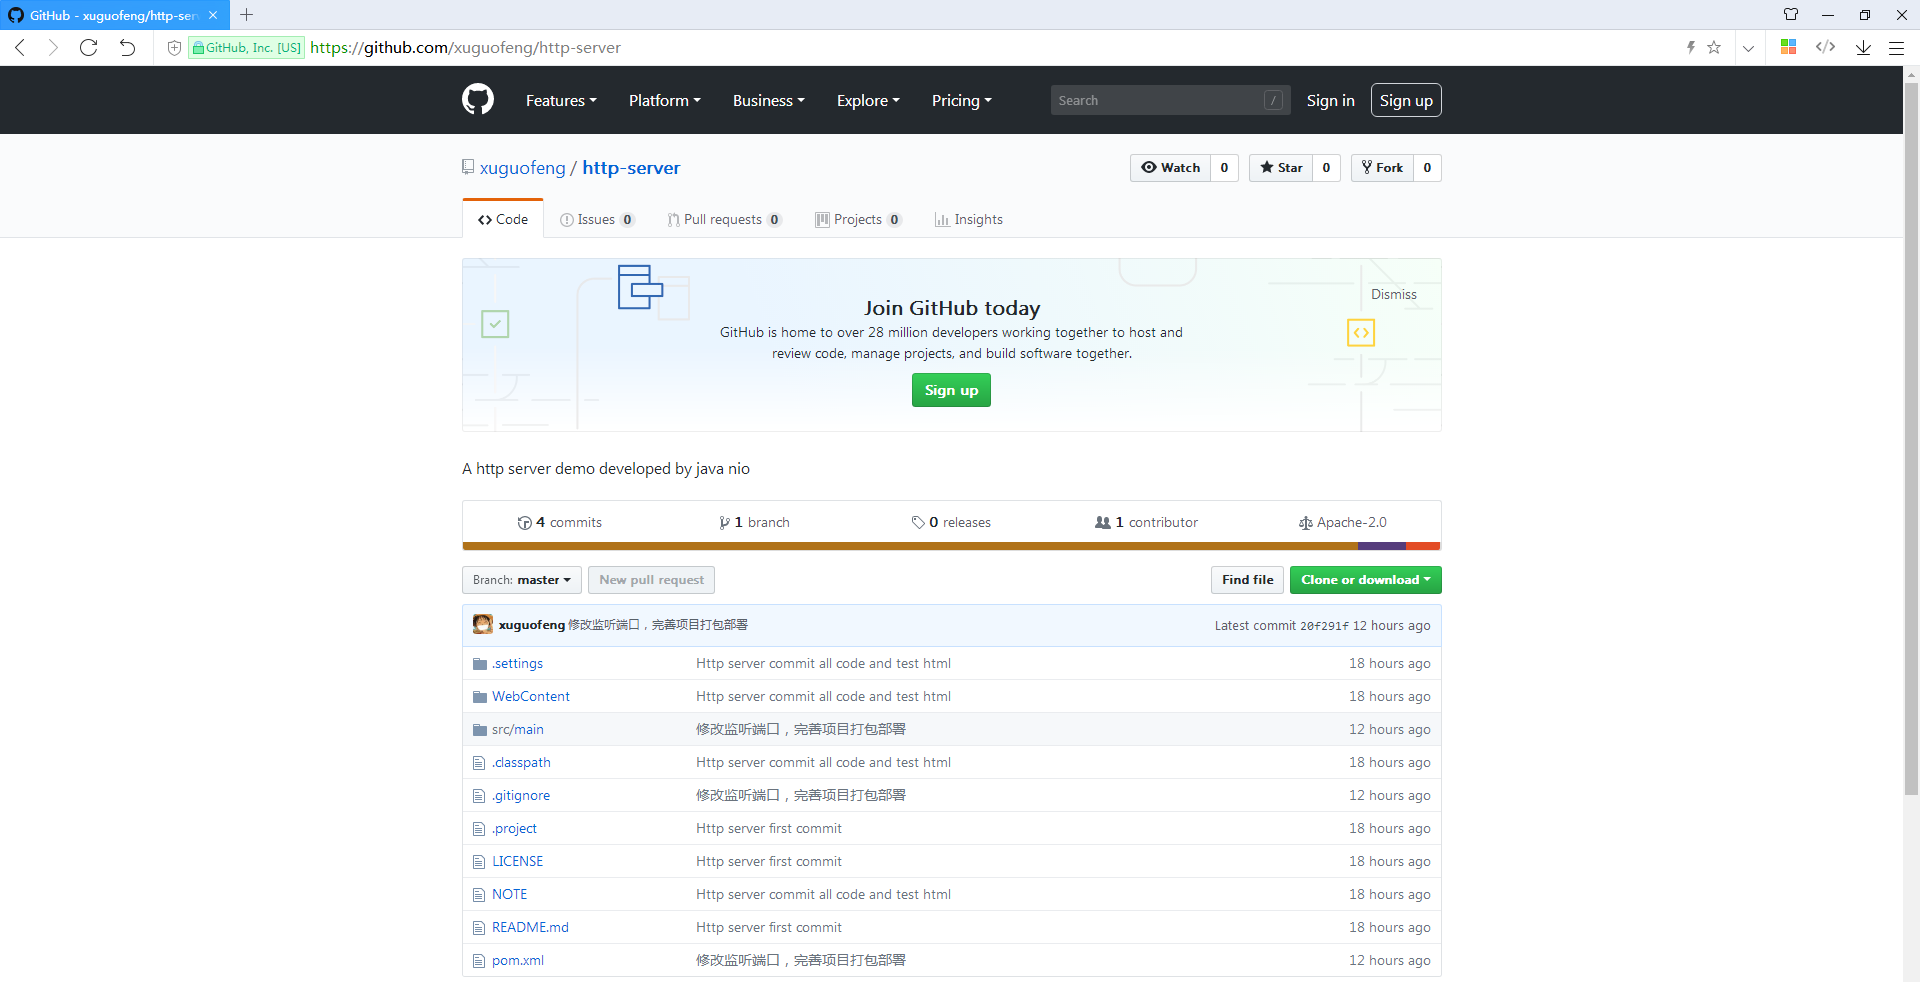 GitHub - xuguofeng/http-ser
GitHub, Inc. [US] https://github.com/xuguofeng/http-server
Features Platform Business Explore Pricing Search / Sign in Sign up
xuguofeng / http-server Watch 0 Star 0 Fork 0
Code Issues 0 Pull requests 0 Projects 0 Insights
Dismiss
Join GitHub today
GitHub is home to over 28 million developers working together to host and
review code, manage projects, and build software together.
Sign up
A http server demo developed by java nio
4 commits 1 branch 0 releases 1 contributor Apache-2.0
Branch: master New pull request Find file Clone or download
xuguofeng 修改监听端口，完善项目打包部署 Latest commit 20f291f 12 hours ago
.settings Http server commit all code and test html 18 hours ago
WebContent Http server commit all code and test html 18 hours ago
src/main 修改监听端口，完善项目打包部署 12 hours ago
.classpath Http server commit all code and test html 18 hours ago
.gitignore 修改监听端口，完善项目打包部署 12 hours ago
.project Http server first commit 18 hours ago
LICENSE Http server first commit 18 hours ago
NOTE Http server commit all code and test html 18 hours ago
README.md Http server first commit 18 hours ago
pom.xml 修改监听端口，完善项目打包部署 12 hours ago